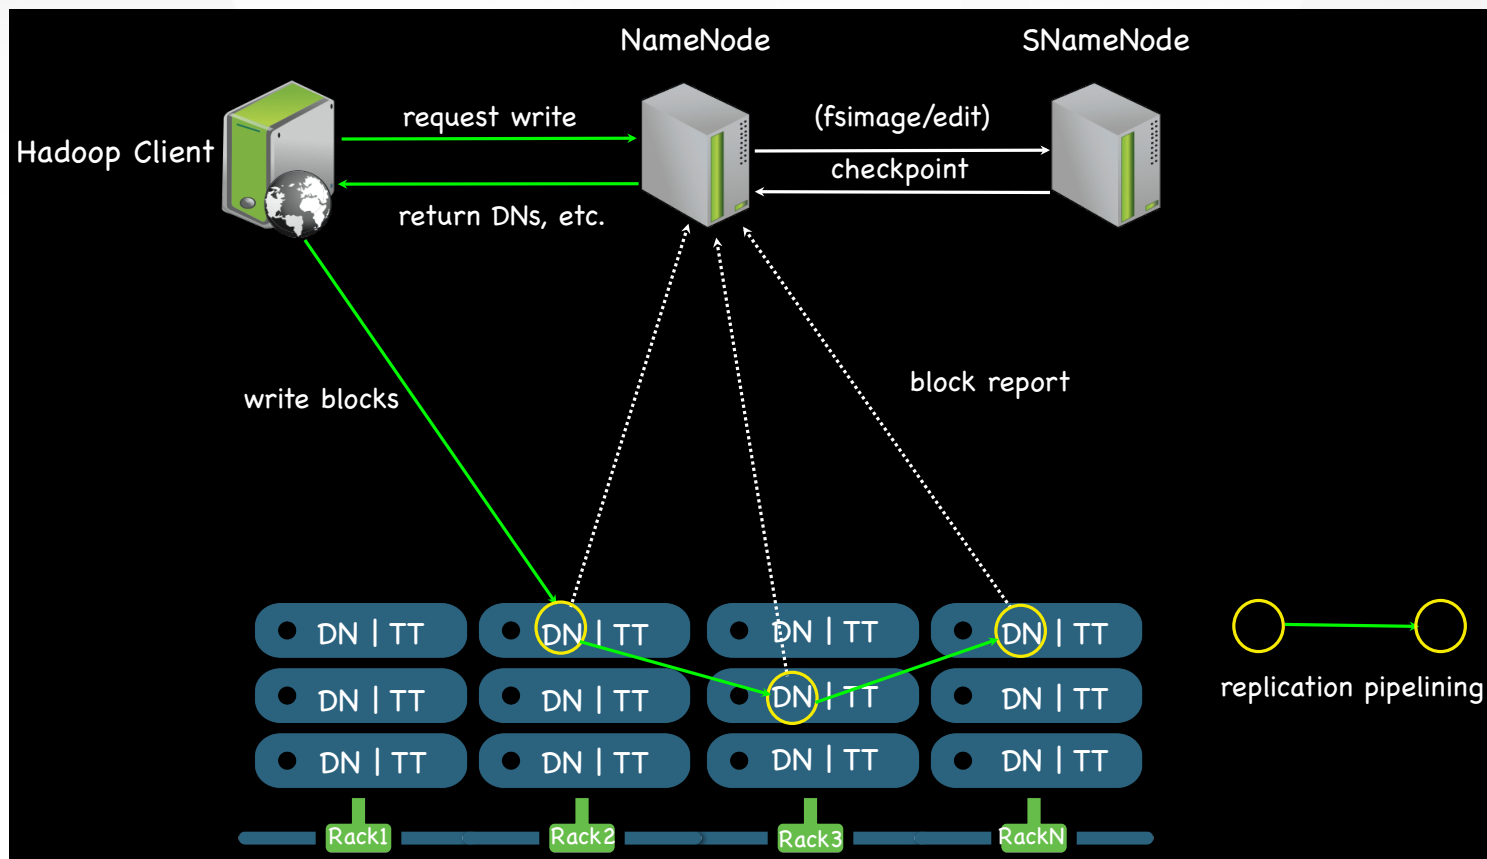 NameNode
SNameNode
request write
(fsimage/edit)
Hadoop Client
checkpoint
return DNs, etc.
block report
write blocks
DN | TT
DN | TT
DN | TT
DN | TT
DN | TT
DN | TT
DN | TT
DN | TT
replication pipelining
DN | TT
DN | TT
DN | TT
DN | TT
Rack1
Rack2
Rack3
RackN